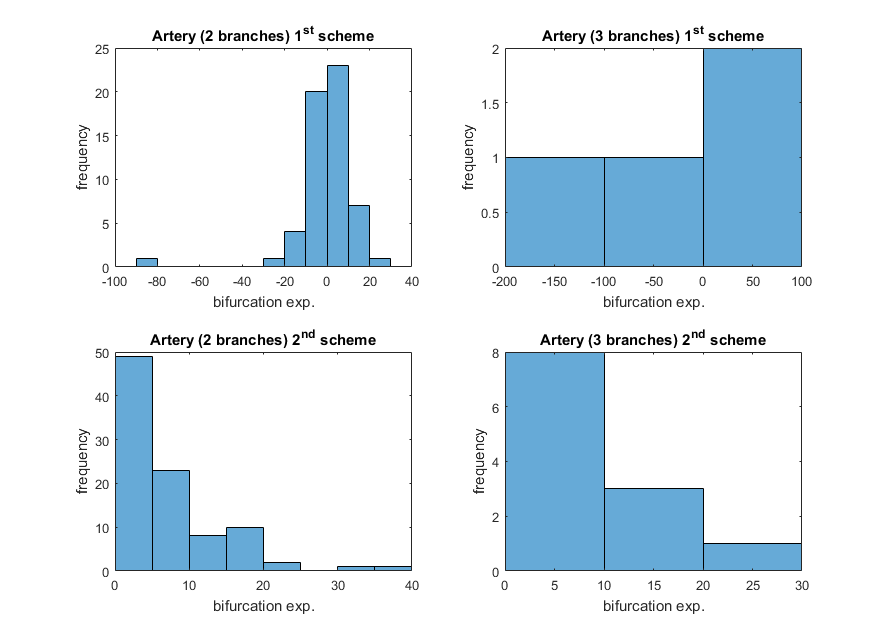 Artery (2 branches) 1st scheme
25
20
15
10
5
0
frequency
-100 -80 -60 -40 -20 0 20 40
bifurcation exp.
Artery (3 branches) 1st scheme
2
1.5
1
0.5
0
frequency
-200 -150 -100 -50 0 50 100
bifurcation exp.
Artery (2 branches) 2nd scheme
50
40
30
20
10
0
frequency
0 10 20 30 40
bifurcation exp.
Artery (3 branches) 2nd scheme
8
6
4
2
0
frequency
0 5 10 15 20 25 30
bifurcation exp.